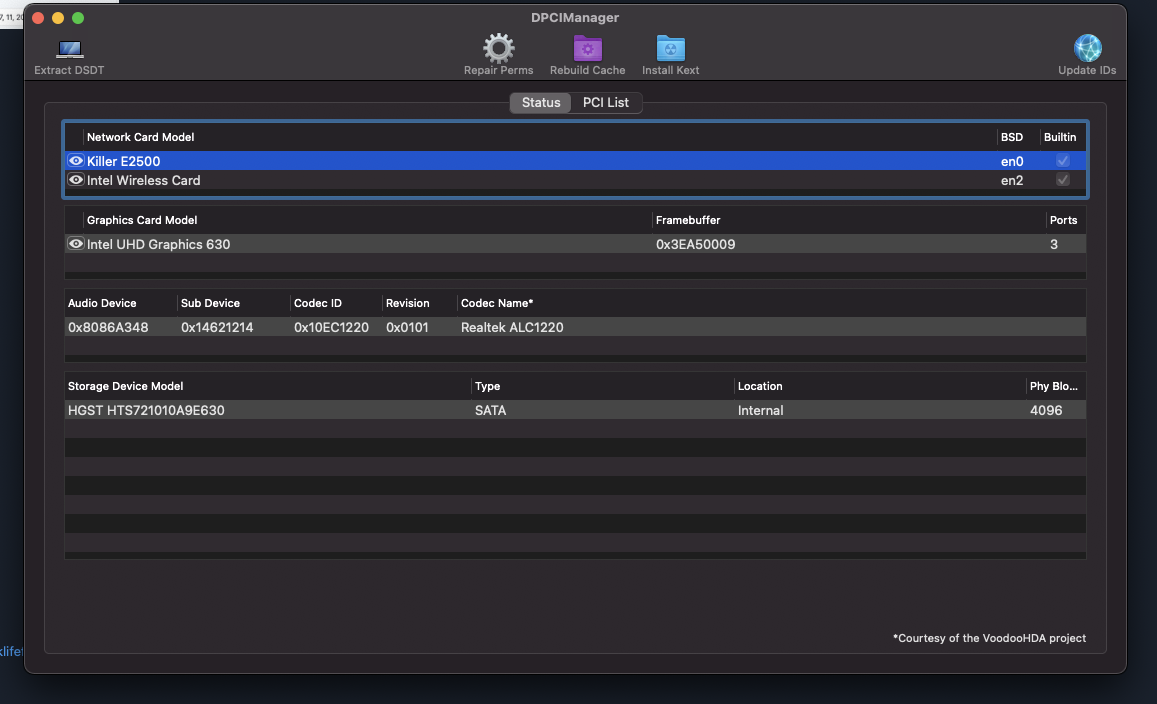 7, 11, 20
DPCIManager
Extract DSDT
Repair Perms
Rebuild Cache
Install Kext
Update IDs
Status
PCI List
Network Card Model BSD Builtin
Killer E2500 en0
Intel Wireless Card en2
Graphics Card Model Framebuffer Ports
Intel UHD Graphics 630 0x3EA50009 3
Audio Device Sub Device Codec ID Revision Codec Name*
0x8086A348 0x14621214 0x10EC1220 0x0101 Realtek ALC1220
Storage Device Model Type Location Phy Blo...
HGST HTS721010A9E630 SATA Internal 4096
*Courtesy of the VoodooHDA project